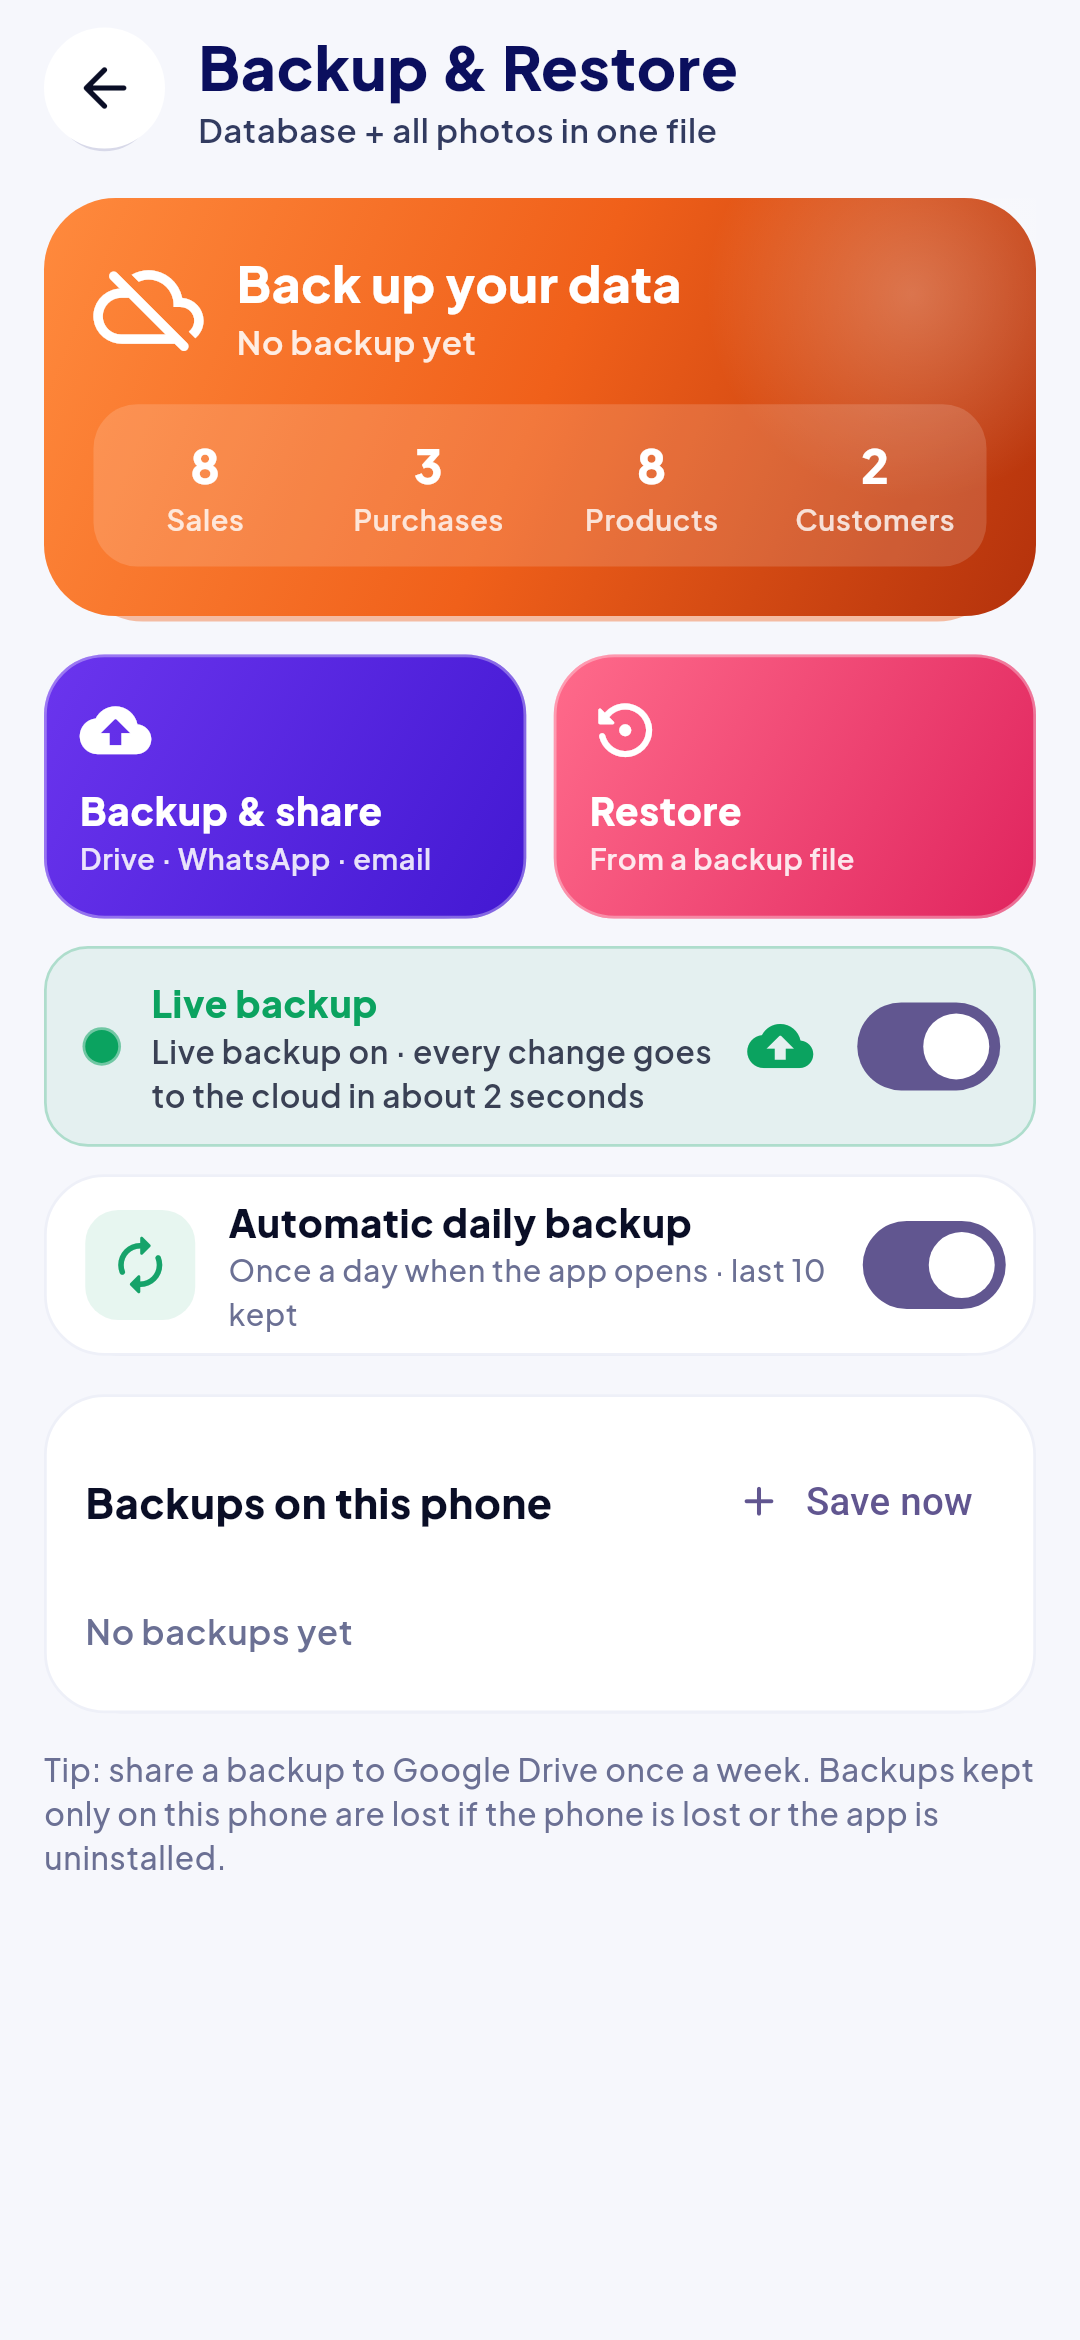 Backup & Restore
Database + all photos in one file
Back up your data
No backup yet
8
Sales
3
Purchases
8
Products
2
Customers
Backup & share
Drive · WhatsApp · email
Restore
From a backup file
Live backup
Live backup on · every change goes
to the cloud in about 2 seconds
Automatic daily backup
Once a day when the app opens · last 10
kept
Backups on this phone
+ Save now
No backups yet
Tip: share a backup to Google Drive once a week. Backups kept
only on this phone are lost if the phone is lost or the app is
uninstalled.